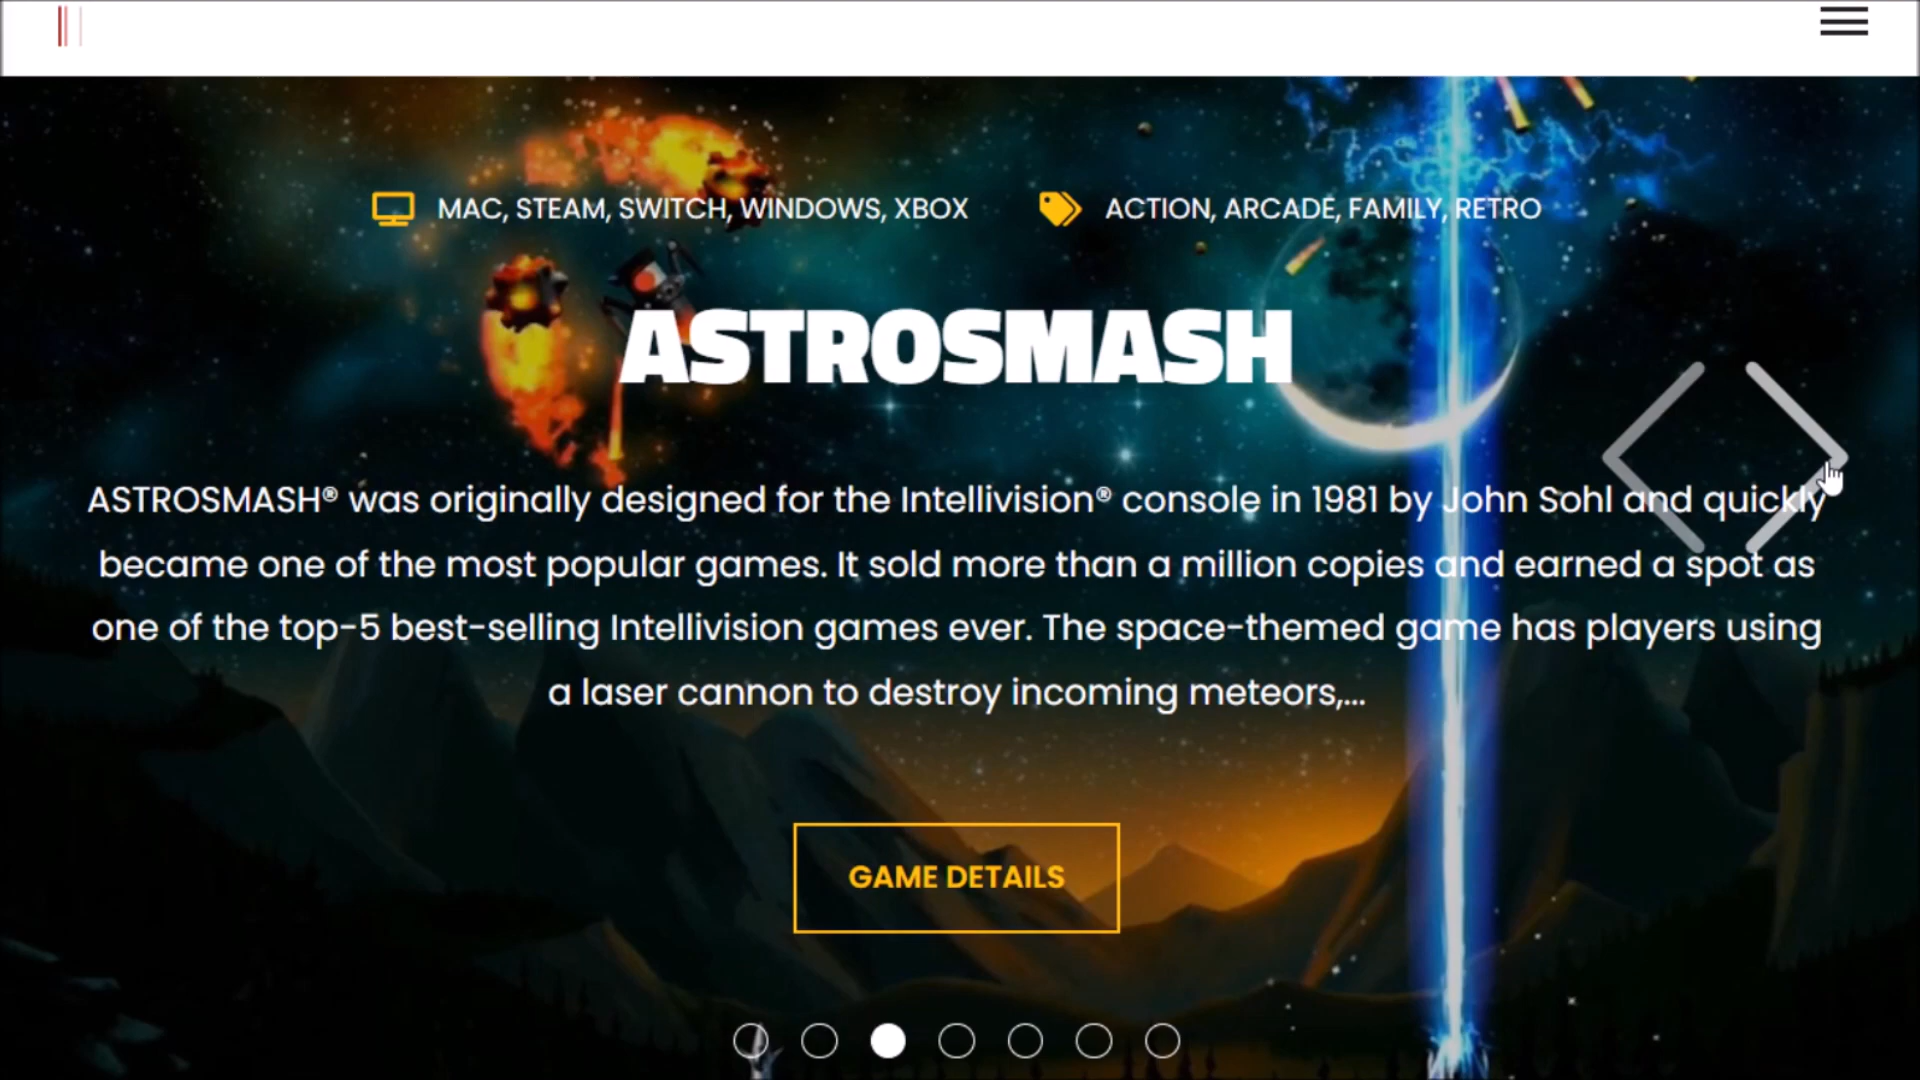 MAC, STEAM, SWITCH, WINDOWS, XBOX
ACTION, ARCADE, FAMILY, RETRO
ASTROSMASH
ASTROSMASH® was originally designed for the Intellivision® console in 1981 by John Sohl and quickly
became one of the most popular games. It sold more than a million copies and earned a spot as
one of the top-5 best-selling Intellivision games ever. The space-themed game has players using
a laser cannon to destroy incoming meteors,...
GAME DETAILS